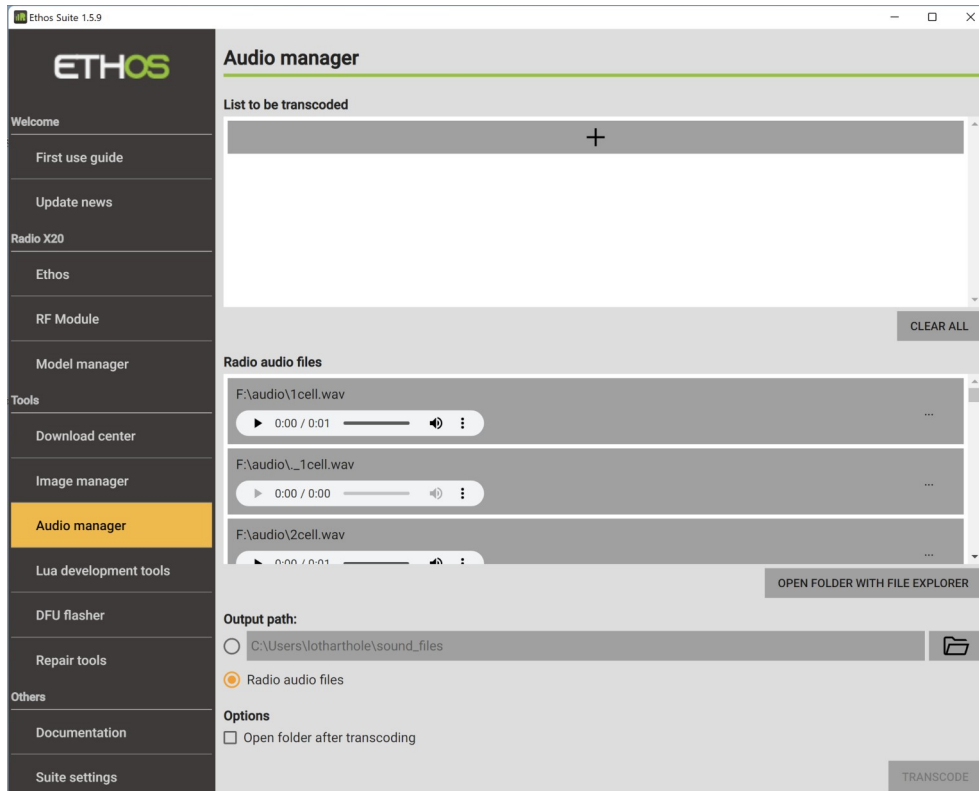 Ethos Suite 1.5.9
ETHOS
Welcome
First use guide
Update news
Radio X20
Ethos
RF Module
Model manager
Tools
Download center
Image manager
Audio manager
Lua development tools
DFU flasher
Repair tools
Others
Documentation
Suite settings
Audio manager
List to be transcoded
+
CLEAR ALL
Radio audio files
F:\audio\1cell.wav
0:00 / 0:01
...
F:\audio\._1cell.wav
0:00 / 0:00
...
F:\audio\2cell.wav
0:00 / 0:01
...
OPEN FOLDER WITH FILE EXPLORER
Output path:
C:\Users\lotharthole\sound_files
Radio audio files
Options
Open folder after transcoding
TRANSCODE